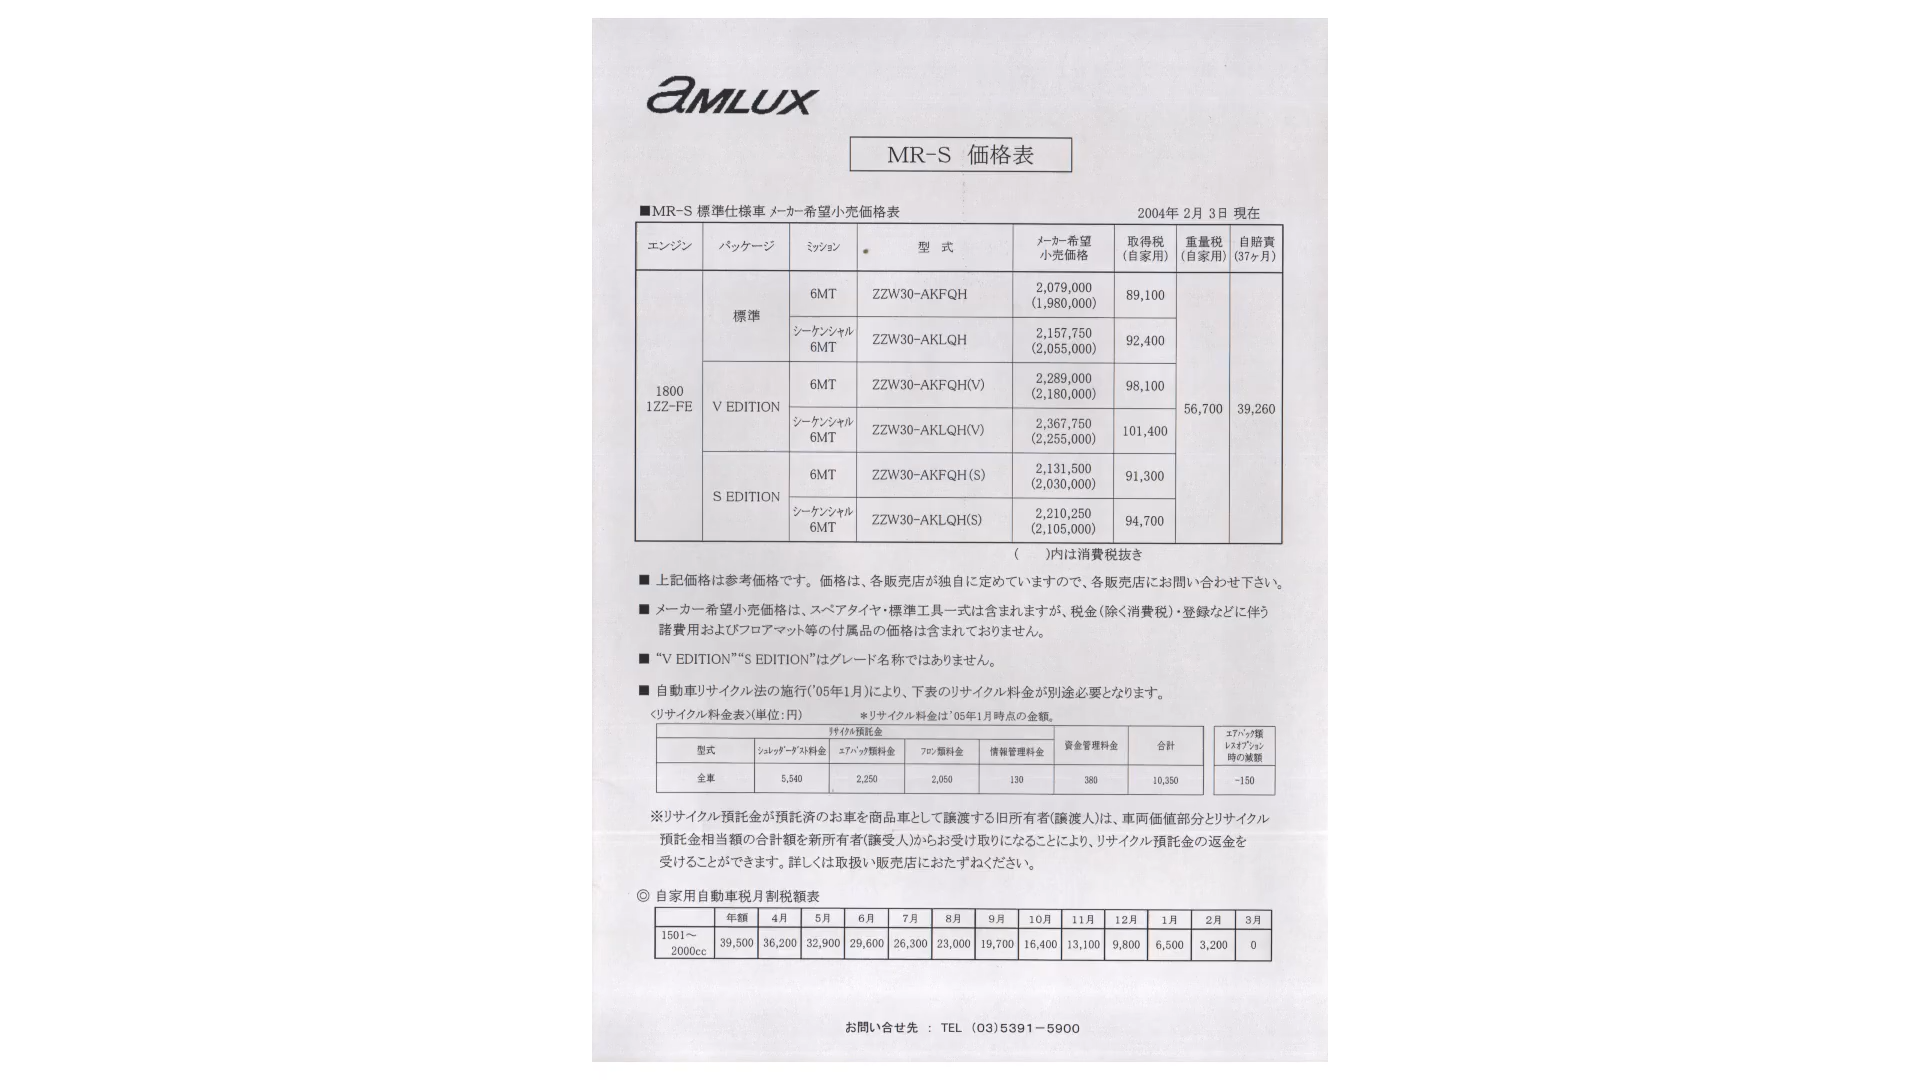 aMLUX
MR-S 価格表
■MR-S 標準仕様車 メーカー希望小売価格表 2004年 2月 3日 現在
エンジン パッケージ ミッション 型 式 メーカー希望小売価格 取得税(自家用) 重量税(自家用) 自賠責(37ヶ月)
1800 1ZZ-FE 標準 6MT ZZW30-AKFQH 2,079,000 (1,980,000) 89,100 56,700 39,260
シーケンシャル 6MT ZZW30-AKLQH 2,157,750 (2,055,000) 92,400
V EDITION 6MT ZZW30-AKFQH(V) 2,289,000 (2,180,000) 98,100
シーケンシャル 6MT ZZW30-AKLQH(V) 2,367,750 (2,255,000) 101,400
S EDITION 6MT ZZW30-AKFQH(S) 2,131,500 (2,030,000) 91,300
シーケンシャル 6MT ZZW30-AKLQH(S) 2,210,250 (2,105,000) 94,700
( )内は消費税抜き
■ 上記価格は参考価格です。価格は、各販売店が独自に定めていますので、各販売店にお問い合わせ下さい。
■ メーカー希望小売価格は、スペアタイヤ・標準工具一式は含まれますが、税金(除く消費税)・登録などに伴う
諸費用およびフロアマット等の付属品の価格は含まれておりません。
■ “V EDITION”“S EDITION”はグレード名称ではありません。
■ 自動車リサイクル法の施行('05年1月)により、下表のリサイクル料金が別途必要となります。
<リサイクル料金表>(単位:円) *リサイクル料金は'05年1月時点の金額。
リサイクル預託金
型式 シュレッダーダスト料金 エアバック類料金 フロン類料金 情報管理料金 資金管理料金 合計 エアバック類レスオプション時の減額
全車 5,540 2,250 2,050 130 380 10,350 -150
※リサイクル預託金が預託済のお車を商品車として譲渡する旧所有者(譲渡人)は、車両価値部分とリサイクル
預託金相当額の合計額を新所有者(譲受人)からお受け取りになることにより、リサイクル預託金の返金を
受けることができます。詳しくは取扱い販売店におたずねください。
◎ 自家用自動車税月割税額表
年額 4月 5月 6月 7月 8月 9月 10月 11月 12月 1月 2月 3月
1501〜2000cc 39,500 36,200 32,900 29,600 26,300 23,000 19,700 16,400 13,100 9,800 6,500 3,200 0
お問い合せ先 : TEL (03)5391-5900